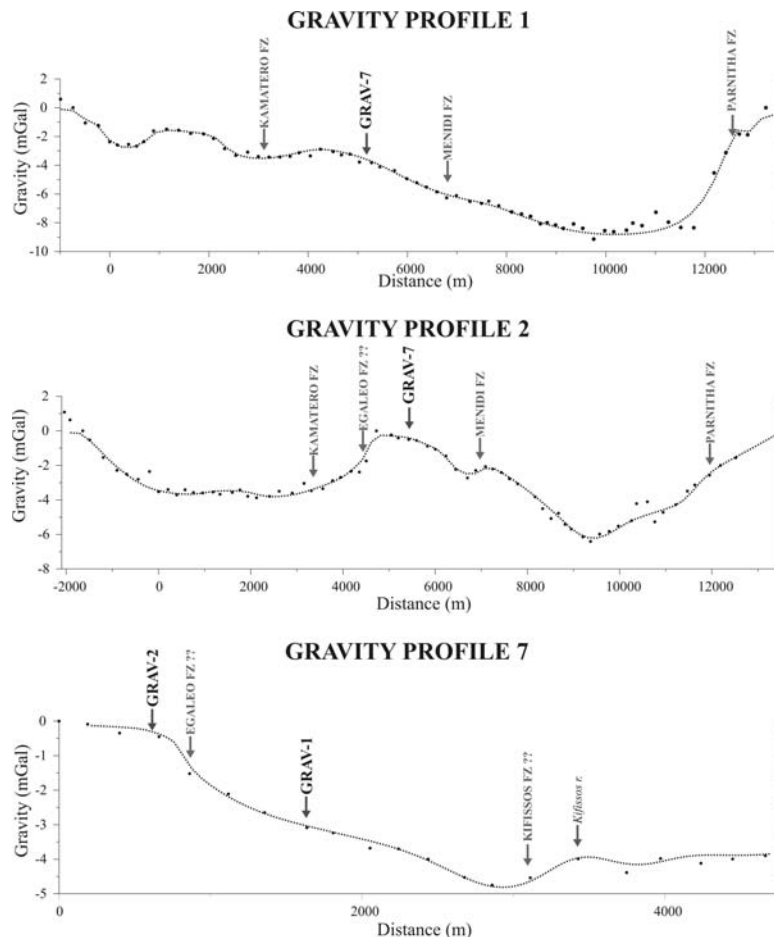 GRAVITY PROFILE 1
KAMATERO FZ
GRAV-7
MENIDI FZ
PARNITHA FZ
Gravity (mGal)
2
0
-2
-4
-6
-8
-10
0 2000 4000 6000 8000 10000 12000
Distance (m)
GRAVITY PROFILE 2
KAMATERO FZ
EGALEO FZ ??
GRAV-7
MENIDI FZ
PARNITHA FZ
Gravity (mGal)
2
0
-2
-4
-6
-8
-2000 0 2000 4000 6000 8000 10000 12000
Distance (m)
GRAVITY PROFILE 7
GRAV-2
EGALEO FZ ??
GRAV-1
KIFISSOS FZ ??
Kifissos r.
Gravity (mGal)
0
-1
-2
-3
-4
-5
0 2000 4000
Distance (m)